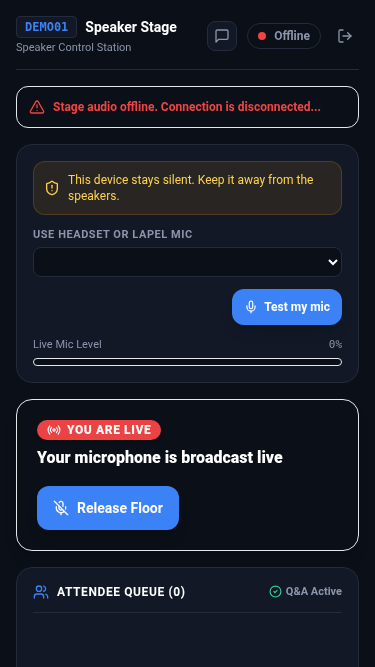 DEMO01 Speaker Stage
Speaker Control Station
Offline
Stage audio offline. Connection is disconnected...
This device stays silent. Keep it away from the
speakers.
USE HEADSET OR LAPEL MIC
Test my mic
Live Mic Level 0%
YOU ARE LIVE
Your microphone is broadcast live
Release Floor
ATTENDEE QUEUE (0) Q&A Active